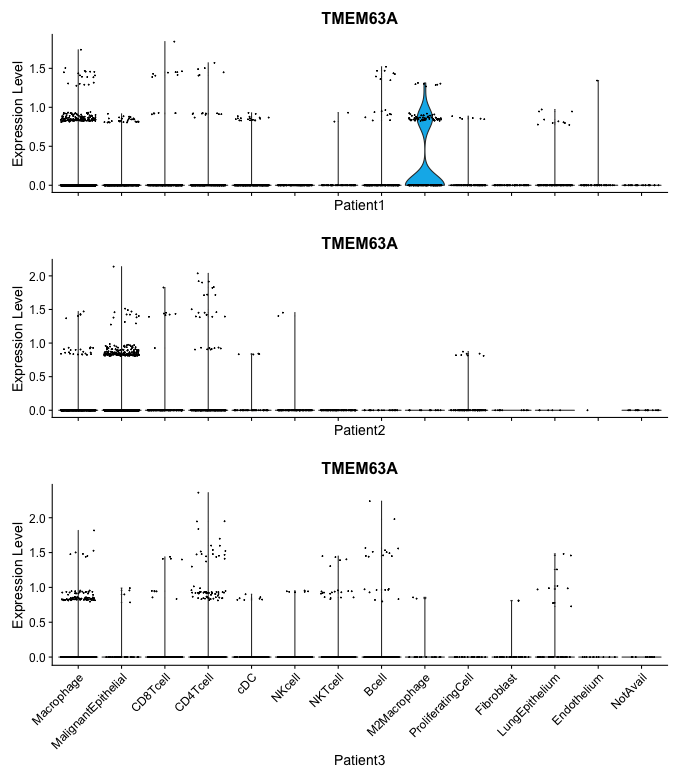 TMEM63A
Expression Level
1.5
1.0
0.5
0.0
Patient1
TMEM63A
Expression Level
2.0
1.5
1.0
0.5
0.0
Patient2
TMEM63A
Expression Level
2.0
1.5
1.0
0.5
0.0
Macrophage
MalignantEpithelial
CD8Tcell
CD4Tcell
cDC
NKcell
NKTcell
Bcell
M2Macrophage
ProliferatingCell
Fibroblast
LungEpithelium
Endothelium
NotAvail
Patient3